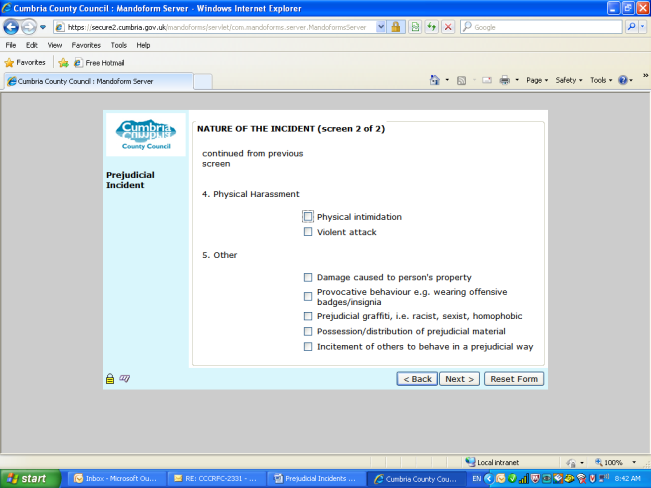 Cumbria County Council : Mandoform Server - Windows Internet Explorer
https://secure2.cumbria.gov.uk/mandoforms/servlet/com.mandoforms.server.MandoformsServer
Google
File Edit View Favorites Tools Help
Favorites Free Hotmail
Cumbria County Council : Mandoform Server
Page Safety Tools
Cumbria
County Council
Prejudicial
Incident
NATURE OF THE INCIDENT (screen 2 of 2)
continued from previous
screen
4. Physical Harassment
Physical intimidation
Violent attack
5. Other
Damage caused to person's property
Provocative behaviour e.g. wearing offensive
badges/insignia
Prejudicial graffiti, i.e. racist, sexist, homophobic
Possession/distribution of prejudicial material
Incitement of others to behave in a prejudicial way
< Back Next > Reset Form
Local intranet 100%
start Inbox - Microsoft Ou... RE: CCCRFC-2331 - ... Prejudicial Incidents ... Cumbria County Cou... EN 8:42 AM